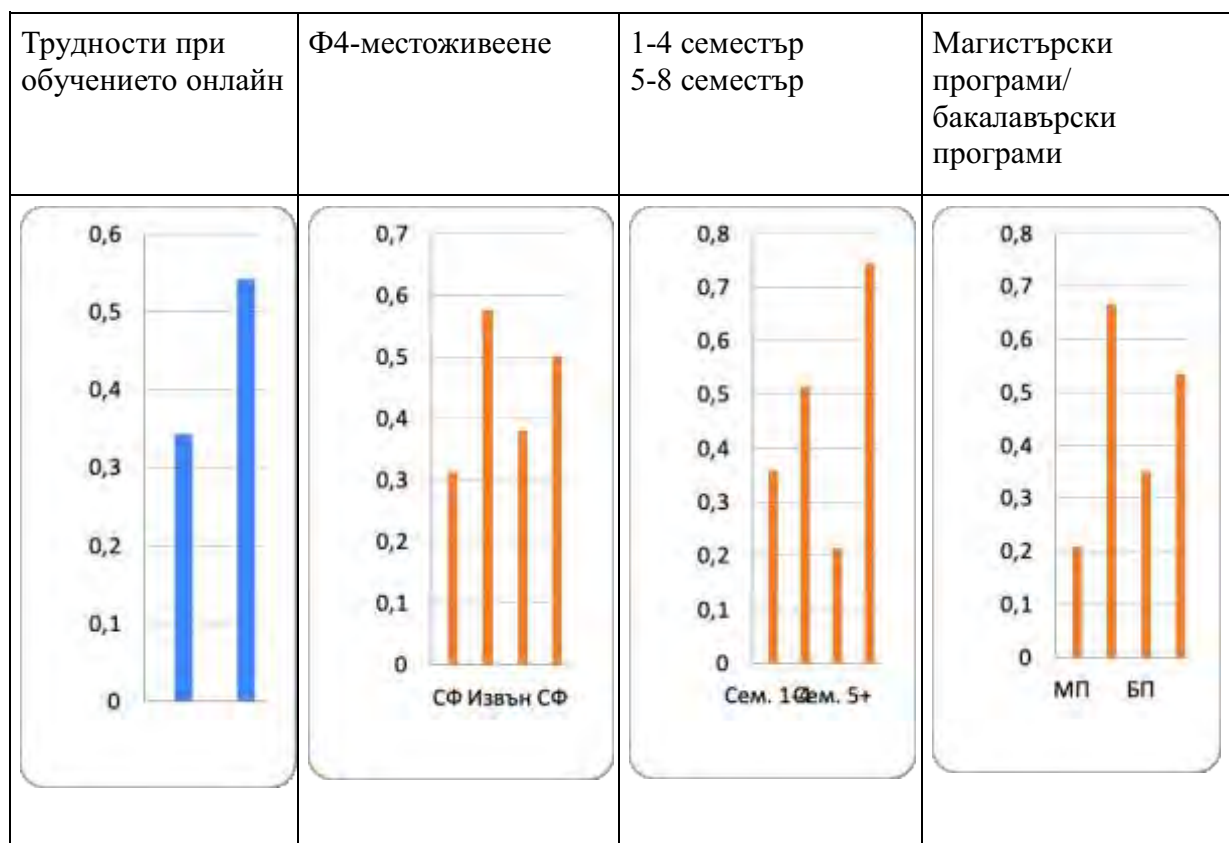 Трудности при
обучението онлайн
Ф4-местоживеене
1-4 семестър
5-8 семестър
Магистърски
програми/
бакалавърски
програми
0,6
0,5
0,4
0,3
0,2
0,1
0
0,7
0,6
0,5
0,4
0,3
0,2
0,1
0
СФ Извън СФ
0,8
0,7
0,6
0,5
0,4
0,3
0,2
0,1
0
Сем. 1-4 Сем. 5+
0,8
0,7
0,6
0,5
0,4
0,3
0,2
0,1
0
МП БП